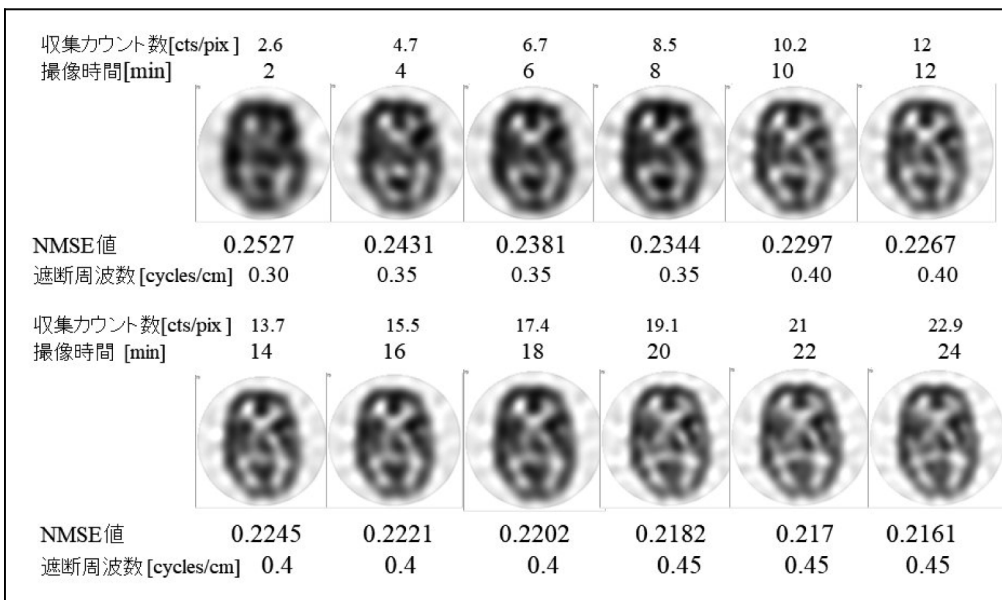 収集カウント数[cts/pix ] 2.6 4.7 6.7 8.5 10.2 12
撮像時間[min] 2 4 6 8 10 12
NMSE値 0.2527 0.2431 0.2381 0.2344 0.2297 0.2267
遮断周波数 [cycles/cm] 0.30 0.35 0.35 0.35 0.40 0.40
収集カウント数[cts/pix ] 13.7 15.5 17.4 19.1 21 22.9
撮像時間 [min] 14 16 18 20 22 24
NMSE値 0.2245 0.2221 0.2202 0.2182 0.217 0.2161
遮断周波数 [cycles/cm] 0.4 0.4 0.4 0.45 0.45 0.45